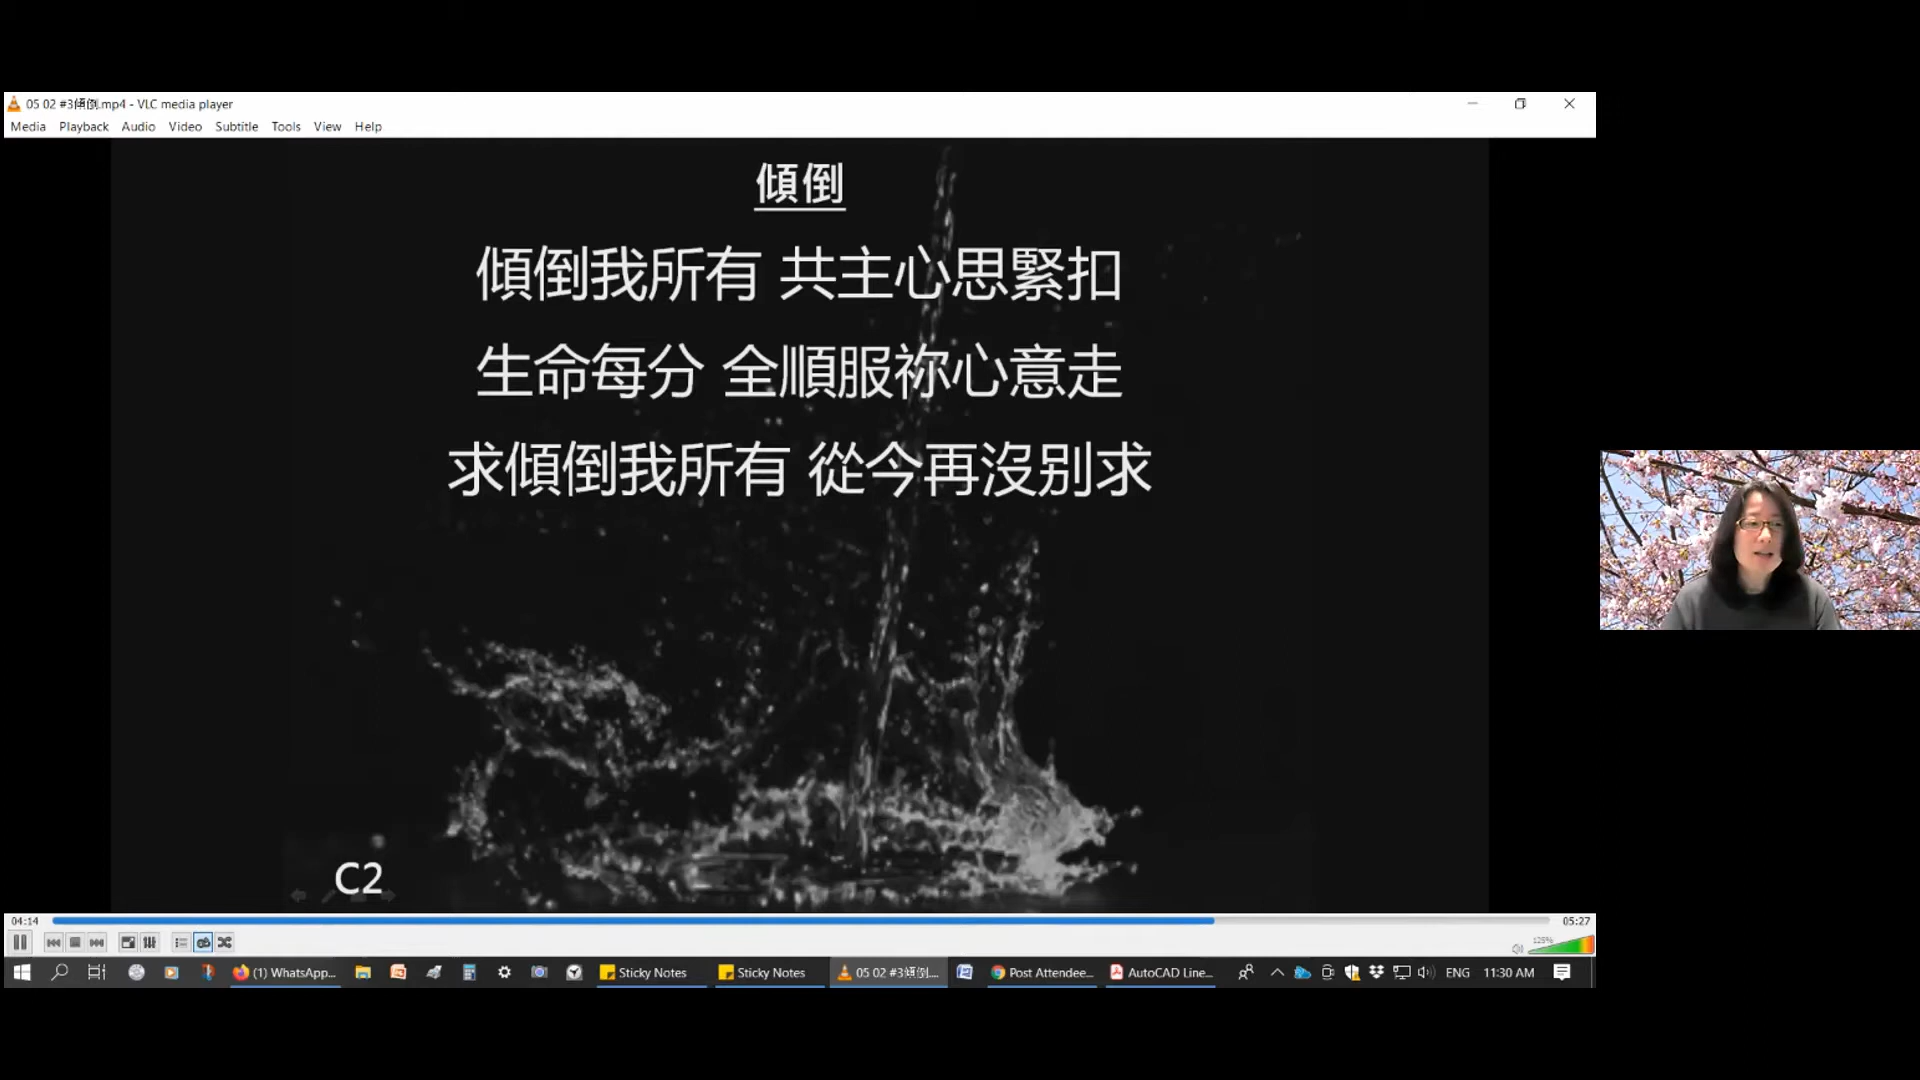 05 02 #3傾倒.mp4 - VLC media player
Media Playback Audio Video Subtitle Tools View Help
傾倒
傾倒我所有 共主心思緊扣
生命每分 全順服祢心意走
求傾倒我所有 從今再沒别求
C2
04:14
05:27
125%
(1) WhatsApp...
Sticky Notes
Sticky Notes
05 02 #3傾倒....
Post Attendee...
AutoCAD Line...
ENG
11:30 AM